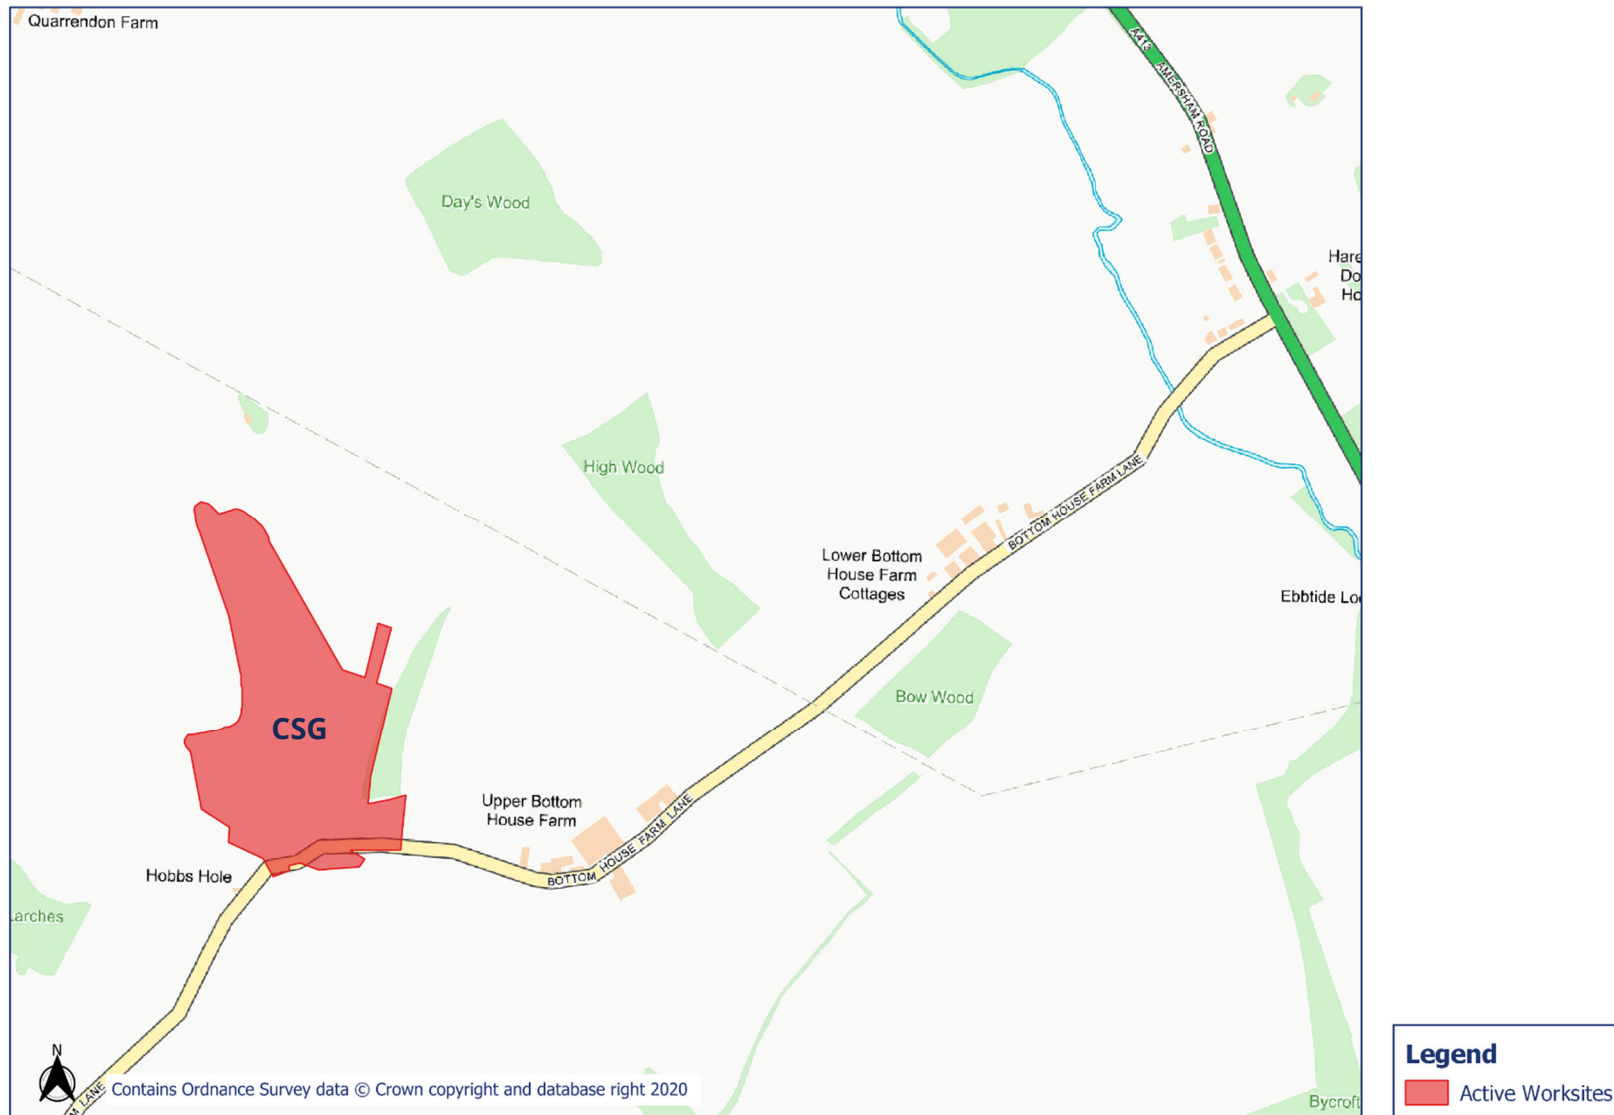 Quarrendon Farm
A413
AMERSHAM ROAD
Day's Wood
Hare
Do
Ho
High Wood
BOTTOM HOUSE FARM LANE
Lower Bottom
House Farm
Cottages
Ebbtide Lo
Bow Wood
CSG
Upper Bottom
House Farm
BOTTOM HOUSE FARM LANE
Hobbs Hole
Larches
N
M LANE
Contains Ordnance Survey data © Crown copyright and database right 2020
Bycroft
Legend
Active Worksites